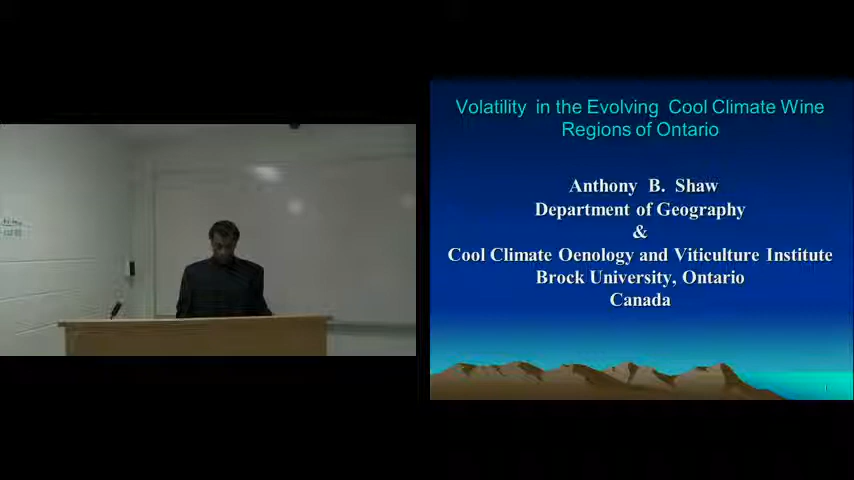 Volatility in the Evolving Cool Climate Wine
Regions of Ontario
Anthony B. Shaw
Department of Geography
&
Cool Climate Oenology and Viticulture Institute
Brock University, Ontario
Canada
1